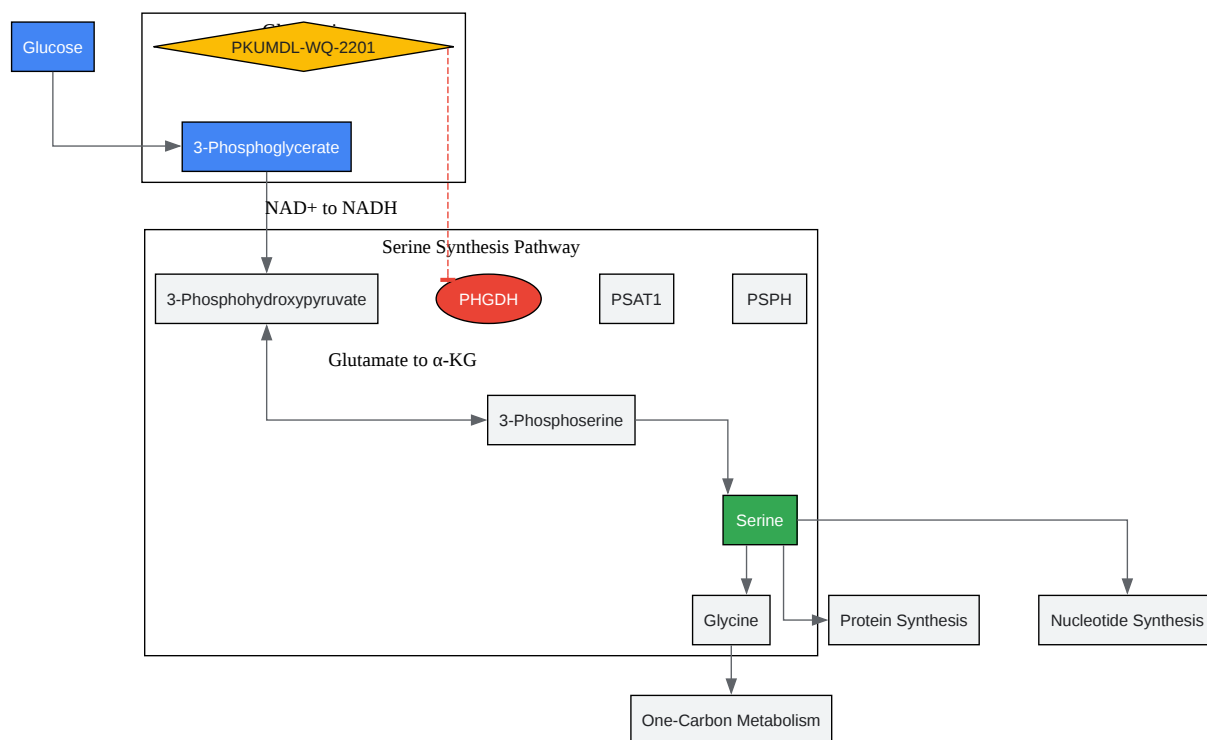 Glucose
PKUMDL-WQ-2201
3-Phosphoglycerate
NAD+ to NADH
Serine Synthesis Pathway
3-Phosphohydroxypyruvate
PHGDH
PSAT1
PSPH
Glutamate to α-KG
3-Phosphoserine
Serine
Glycine
Protein Synthesis
Nucleotide Synthesis
One-Carbon Metabolism